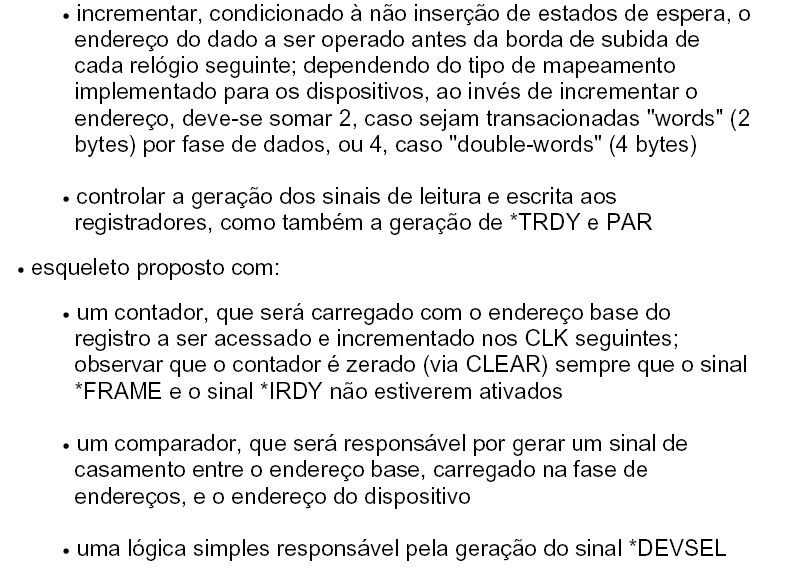 • incrementar, condicionado à não inserção de estados de espera, o
endereço do dado a ser operado antes da borda de subida de
cada relógio seguinte; dependendo do tipo de mapeamento
implementado para os dispositivos, ao invés de incrementar o
endereço, deve-se somar 2, caso sejam transacionadas "words" (2
bytes) por fase de dados, ou 4, caso "double-words" (4 bytes)
• controlar a geração dos sinais de leitura e escrita aos
registradores, como também a geração de *TRDY e PAR
• esqueleto proposto com:
• um contador, que será carregado com o endereço base do
registro a ser acessado e incrementado nos CLK seguintes;
observar que o contador é zerado (via CLEAR) sempre que o sinal
*FRAME e o sinal *IRDY não estiverem ativados
• um comparador, que será responsável por gerar um sinal de
casamento entre o endereço base, carregado na fase de
endereços, e o endereço do dispositivo
• uma lógica simples responsável pela geração do sinal *DEVSEL